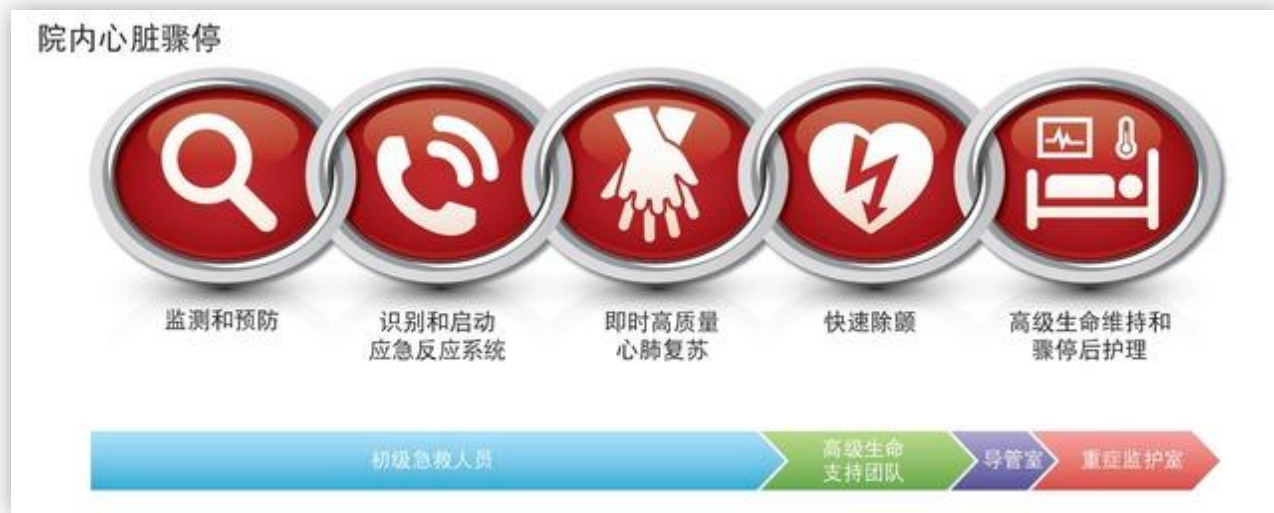 院内心脏骤停
监测和预防
识别和启动
应急反应系统
即时高质量
心肺复苏
快速除颤
高级生命维持和
骤停后护理
初级急救人员
高级生命
支持团队
导管室
重症监护室